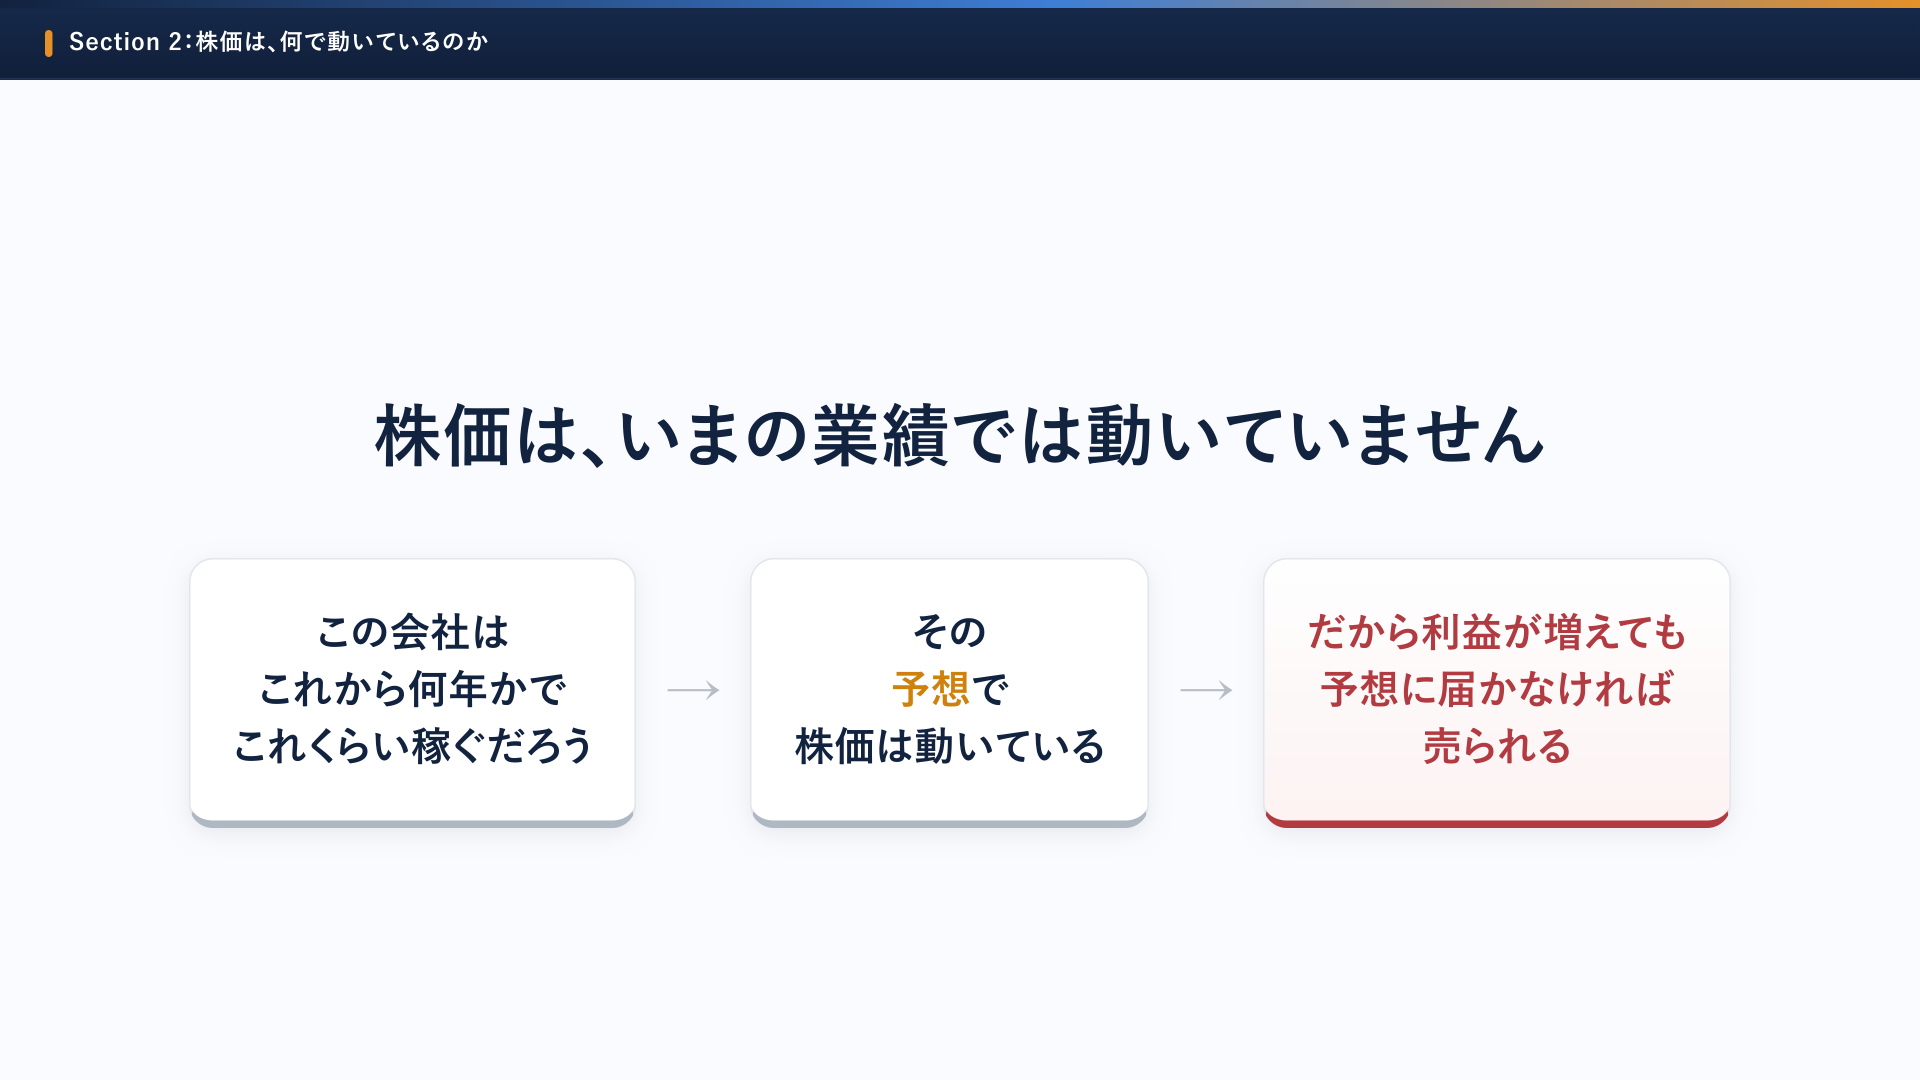 Section 2：株価は、何で動いているのか
株価は、いまの業績では動いていません
この会社は
これから何年かで
これくらい稼ぐだろう
→
その
予想で
株価は動いている
→
だから利益が増えても
予想に届かなければ
売られる